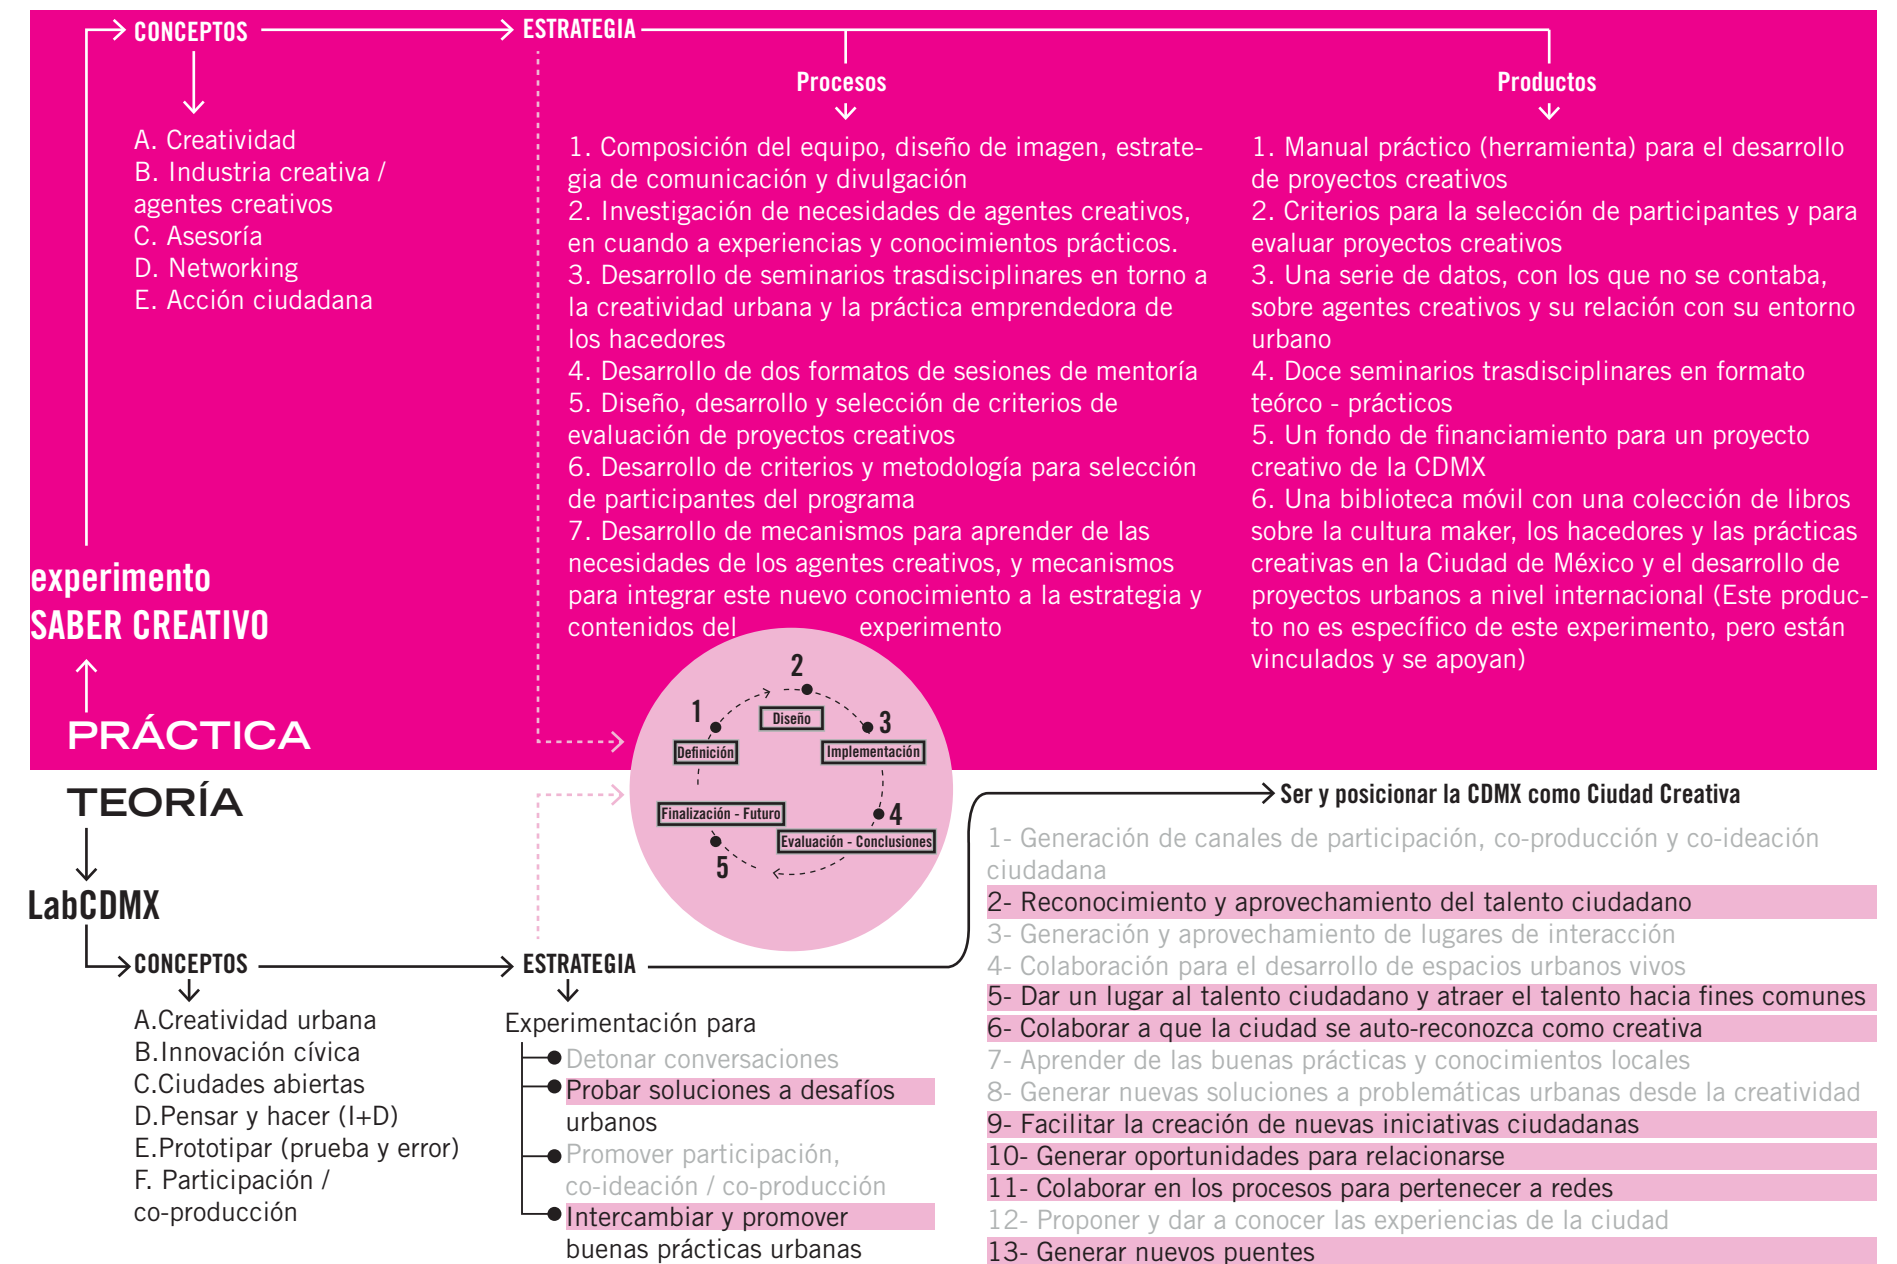 CONCEPTOS
A. Creatividad
B. Industria creativa /
agentes creativos
C. Asesoría
D. Networking
E. Acción ciudadana
ESTRATEGIA
Procesos
1. Composición del equipo, diseño de imagen, estrate-
gia de comunicación y divulgación
2. Investigación de necesidades de agentes creativos,
en cuando a experiencias y conocimientos prácticos.
3. Desarrollo de seminarios trasdisciplinares en torno a
la creatividad urbana y la práctica emprendedora de
los hacedores
4. Desarrollo de dos formatos de sesiones de mentoría
5. Diseño, desarrollo y selección de criterios de
evaluación de proyectos creativos
6. Desarrollo de criterios y metodología para selección
de participantes del programa
7. Desarrollo de mecanismos para aprender de las
necesidades de los agentes creativos, y mecanismos
para integrar este nuevo conocimiento a la estrategia y
contenidos del experimento
Productos
1. Manual práctico (herramienta) para el desarrollo
de proyectos creativos
2. Criterios para la selección de participantes y para
evaluar proyectos creativos
3. Una serie de datos, con los que no se contaba,
sobre agentes creativos y su relación con su entorno
urbano
4. Doce seminarios trasdisciplinares en formato
teórco - prácticos
5. Un fondo de financiamiento para un proyecto
creativo de la CDMX
6. Una biblioteca móvil con una colección de libros
sobre la cultura maker, los hacedores y las prácticas
creativas en la Ciudad de México y el desarrollo de
proyectos urbanos a nivel internacional (Este produc-
to no es específico de este experimento, pero están
vinculados y se apoyan)
experimento
SABER CREATIVO
PRÁCTICA
1
Definición
2
Diseño
3
Implementación
4
Evaluación - Conclusiones
5
Finalización - Futuro
TEORÍA
LabCDMX
CONCEPTOS
A.Creatividad urbana
B.Innovación cívica
C.Ciudades abiertas
D.Pensar y hacer (I+D)
E.Prototipar (prueba y error)
F. Participación /
co-producción
ESTRATEGIA
Experimentación para
Detonar conversaciones
Probar soluciones a desafíos
urbanos
Promover participación,
co-ideación / co-producción
Intercambiar y promover
buenas prácticas urbanas
Ser y posicionar la CDMX como Ciudad Creativa
1- Generación de canales de participación, co-producción y co-ideación
ciudadana
2- Reconocimiento y aprovechamiento del talento ciudadano
3- Generación y aprovechamiento de lugares de interacción
4- Colaboración para el desarrollo de espacios urbanos vivos
5- Dar un lugar al talento ciudadano y atraer el talento hacia fines comunes
6- Colaborar a que la ciudad se auto-reconozca como creativa
7- Aprender de las buenas prácticas y conocimientos locales
8- Generar nuevas soluciones a problemáticas urbanas desde la creatividad
9- Facilitar la creación de nuevas iniciativas ciudadanas
10- Generar oportunidades para relacionarse
11- Colaborar en los procesos para pertenecer a redes
12- Proponer y dar a conocer las experiencias de la ciudad
13- Generar nuevos puentes